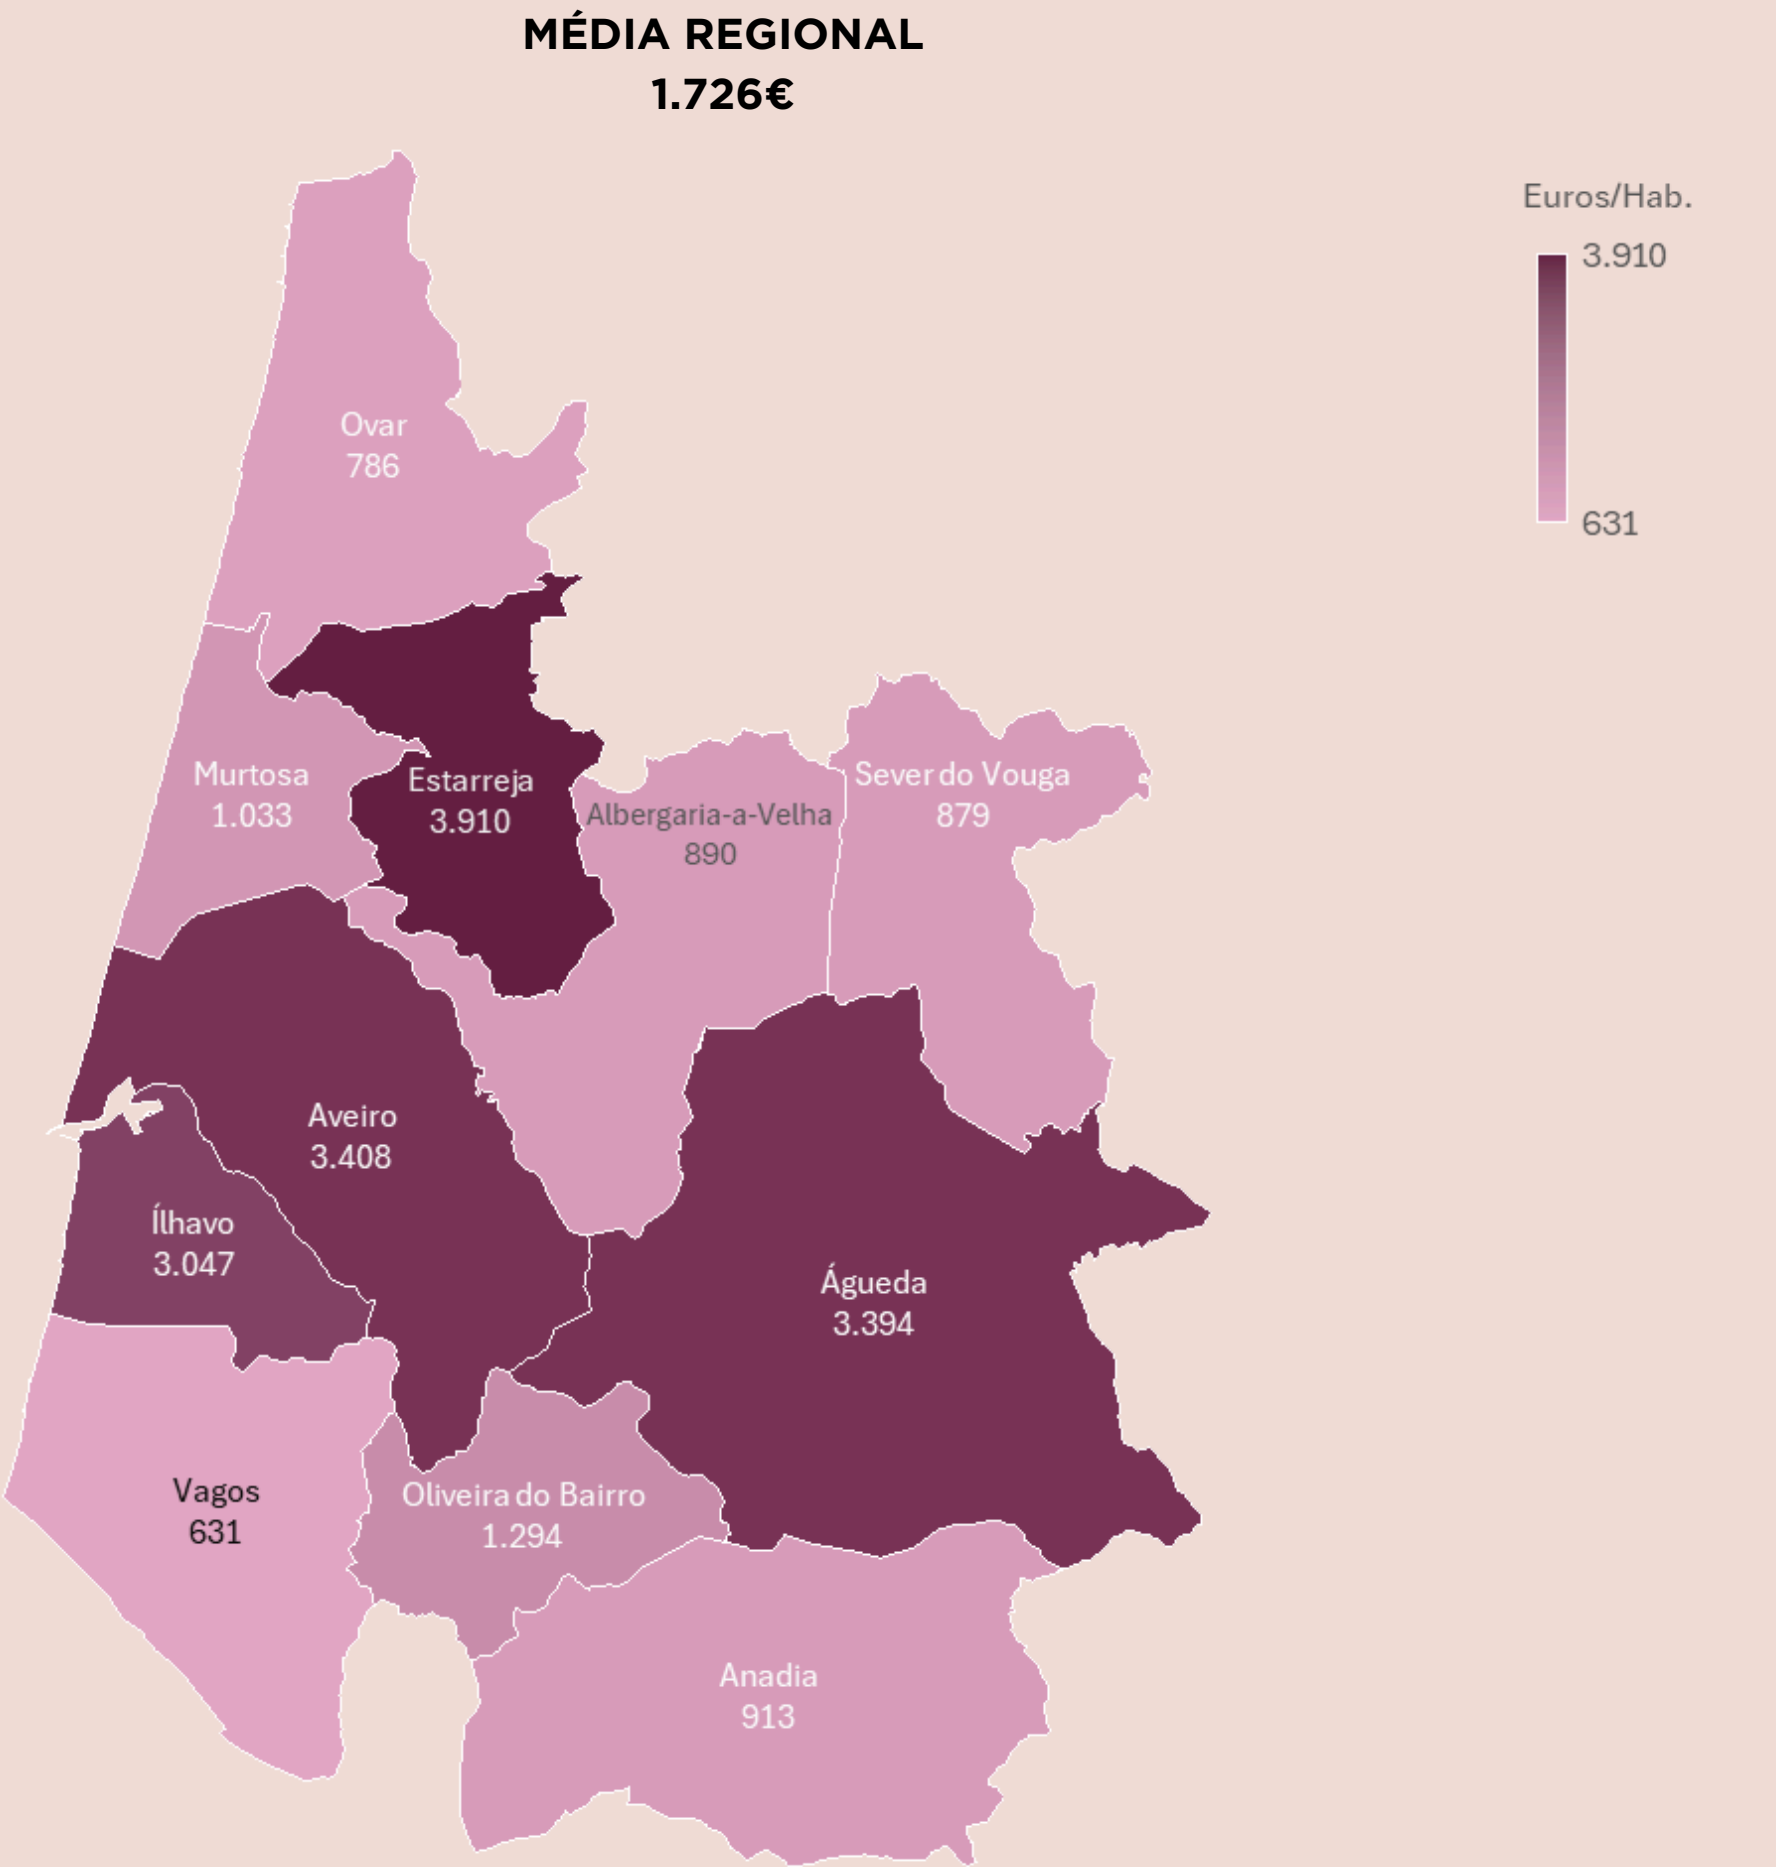 MÉDIA REGIONAL
1.726€
Euros/Hab.
3.910
631
Ovar
786
Murtosa
1.033
Estarreja
3.910
Albergaria-a-Velha
890
Sever do Vouga
879
Aveiro
3.408
Ílhavo
3.047
Águeda
3.394
Vagos
631
Oliveira do Bairro
1.294
Anadia
913